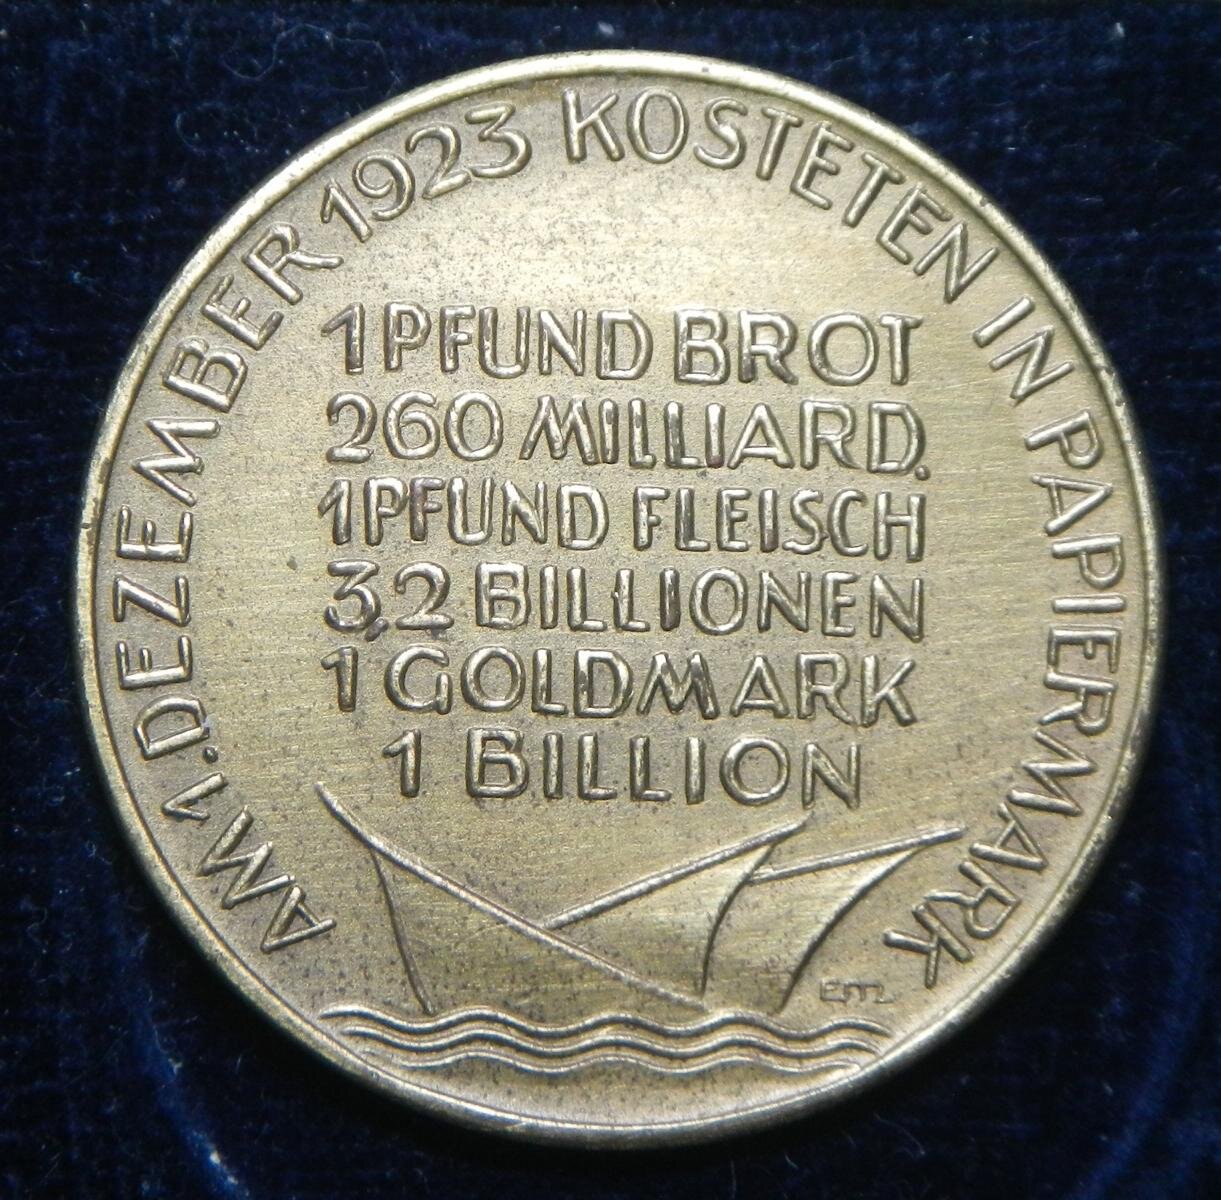 AM 1. DEZEMBER 1923 KOSTETEN IN PAPIERMARK
1 PFUND BROT
260 MILLIARD.
1 PFUND FLEISCH
3,2 BILLIONEN
1 GOLDMARK
1 BILLION